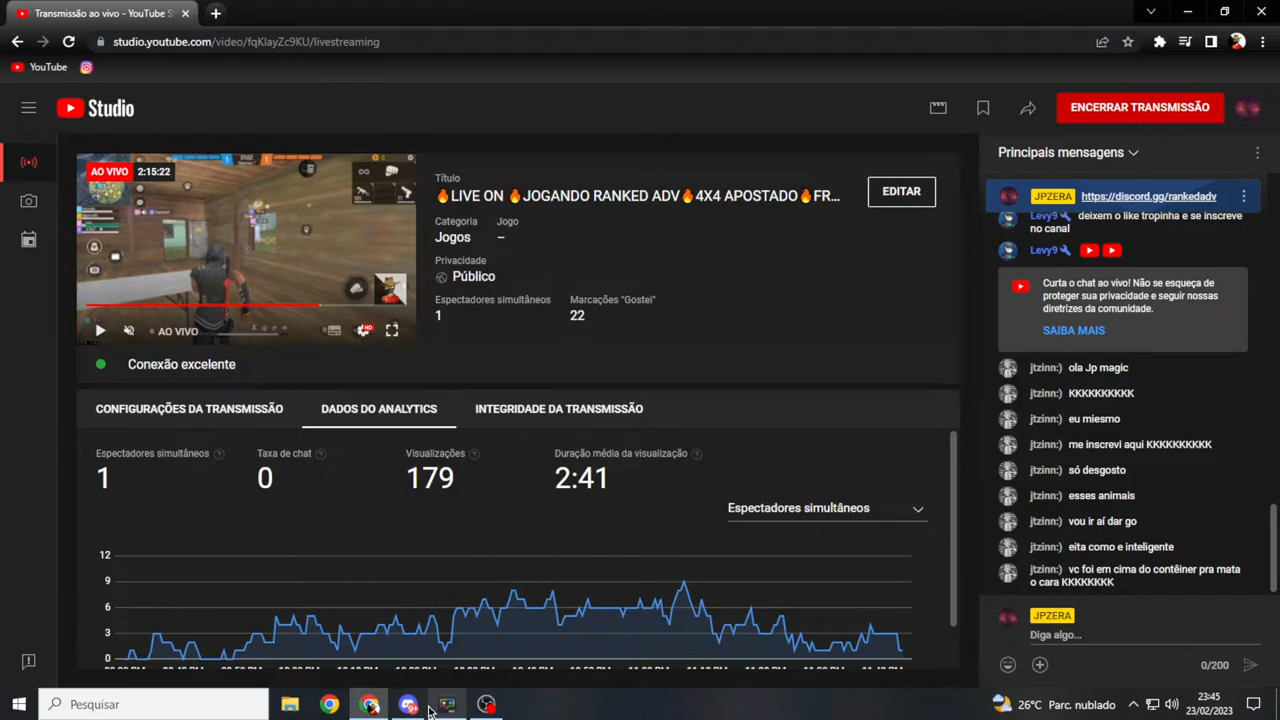 Transmissão ao vivo - YouTube S
studio.youtube.com/video/fqKIayZc9KU/livestreaming
YouTube
Studio
ENCERRAR TRANSMISSÃO
AO VIVO 2:15:22
AO VIVO
HD
Título
🔥LIVE ON 🔥JOGANDO RANKED ADV🔥4X4 APOSTADO🔥FR...
EDITAR
Categoria Jogo
Jogos –
Privacidade
Público
Espectadores simultâneos Marcações "Gostei"
1 22
Conexão excelente
CONFIGURAÇÕES DA TRANSMISSÃO DADOS DO ANALYTICS INTEGRIDADE DA TRANSMISSÃO
Espectadores simultâneos Taxa de chat Visualizações Duração média da visualização
1 0 179 2:41
Espectadores simultâneos
12
9
6
3
0
Principais mensagens
JPZERA https://discord.gg/rankedadv
Levy9 deixem o like tropinha e se inscreve
no canal
Levy9
Curta o chat ao vivo! Não se esqueça de
proteger sua privacidade e seguir nossas
diretrizes da comunidade.
SAIBA MAIS
jtzinn:) ola Jp magic
jtzinn:) KKKKKKKKKK
jtzinn:) eu miesmo
jtzinn:) me inscrevi aqui KKKKKKKKKK
jtzinn:) só desgosto
jtzinn:) esses animais
jtzinn:) vou ir aí dar go
jtzinn:) eita como e inteligente
jtzinn:) vc foi em cima do contêiner pra mata
o cara KKKKKKKK
JPZERA
Diga algo...
0/200
Pesquisar
9+
26°C Parc. nublado
23:45
23/02/2023